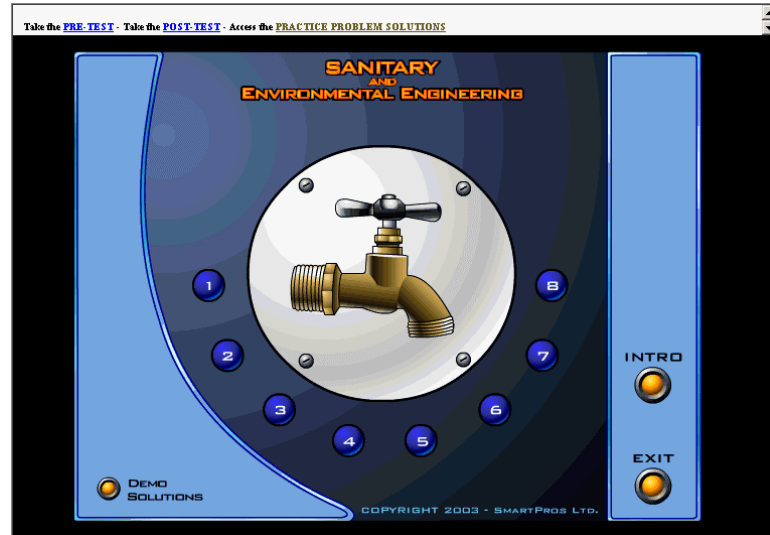 Take the PRE-TEST - Take the POST-TEST - Access the PRACTICE PROBLEM SOLUTIONS
SANITARY
AND
ENVIRONMENTAL ENGINEERING
1
8
2
7
3
6
4
5
INTRO
EXIT
DEMO
SOLUTIONS
COPYRIGHT 2003 - SMARTPROS LTD.